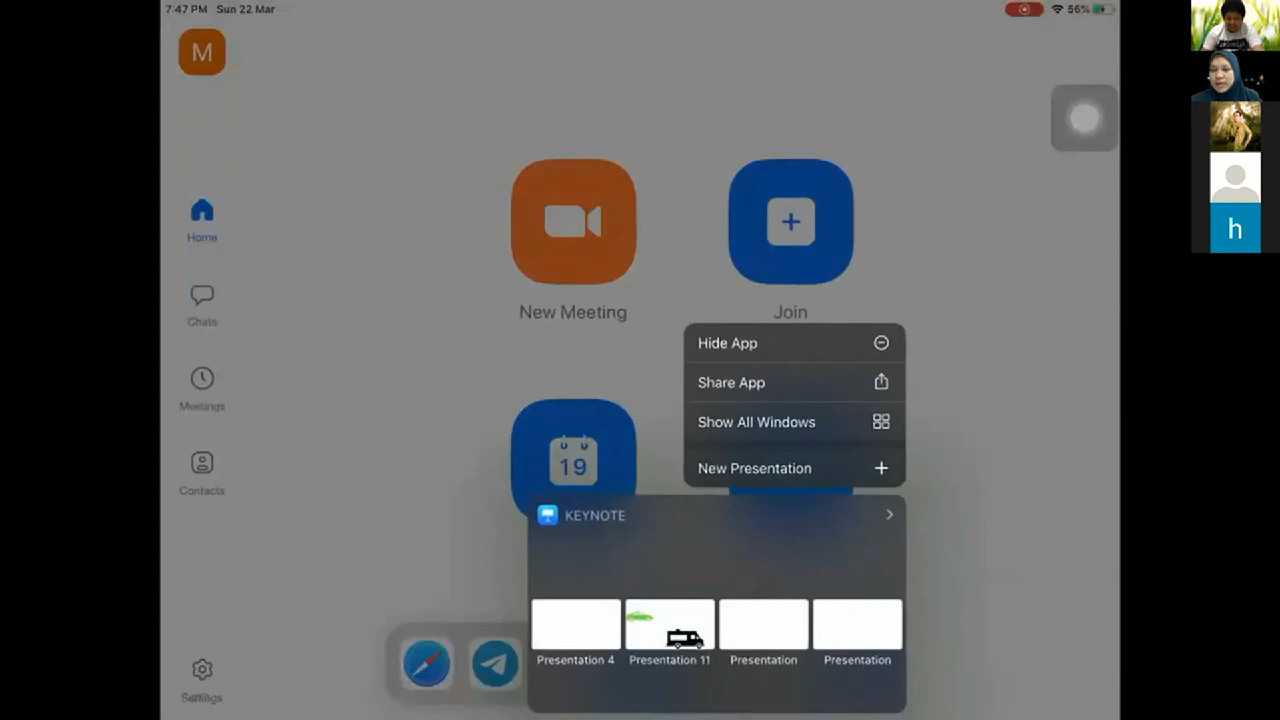 7:47 PM Sun 22 Mar
56%
M
Home
Chats
Meetings
Contacts
Settings
New Meeting
Join
19
Hide App
Share App
Show All Windows
New Presentation
KEYNOTE
Presentation 4
Presentation 11
Presentation
Presentation
h